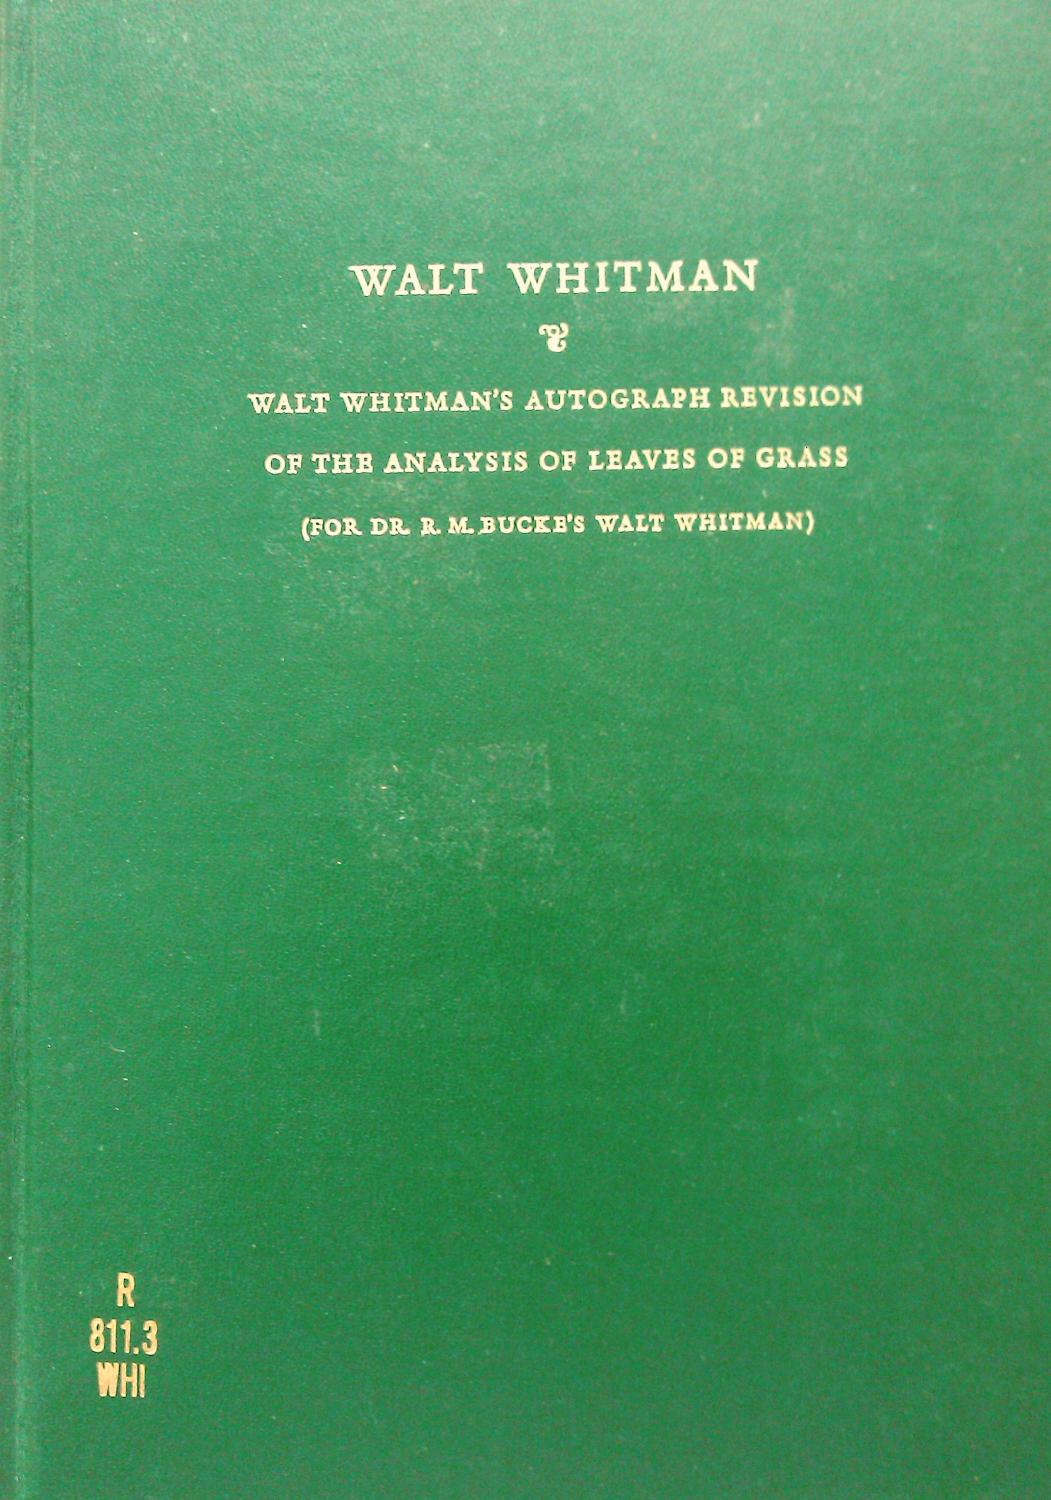 WALT WHITMAN
WALT WHITMAN'S AUTOGRAPH REVISION
OF THE ANALYSIS OF LEAVES OF GRASS
(FOR DR. R. M. BUCKE'S WALT WHITMAN)
R
811.3
WHI